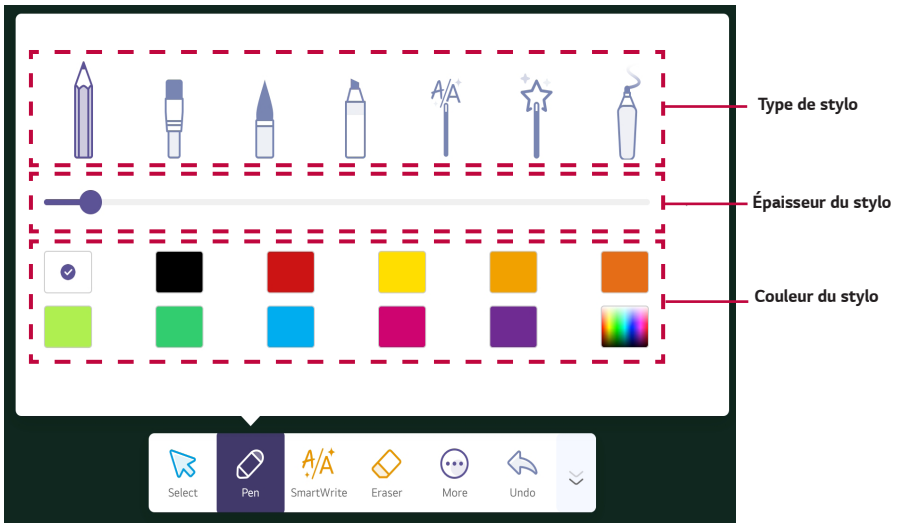 Type de stylo
Épaisseur du stylo
Couleur du stylo
Select
Pen
SmartWrite
Eraser
More
Undo